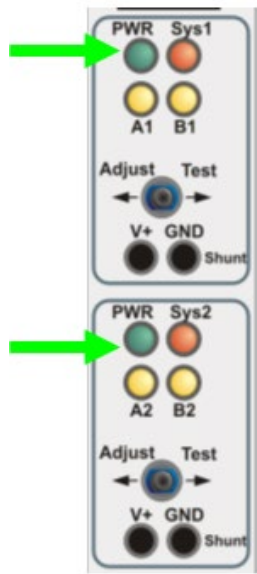 PWR Sys1
A1 B1
Adjust Test
V+ GND
Shunt
PWR Sys2
A2 B2
Adjust Test
V+ GND
Shunt